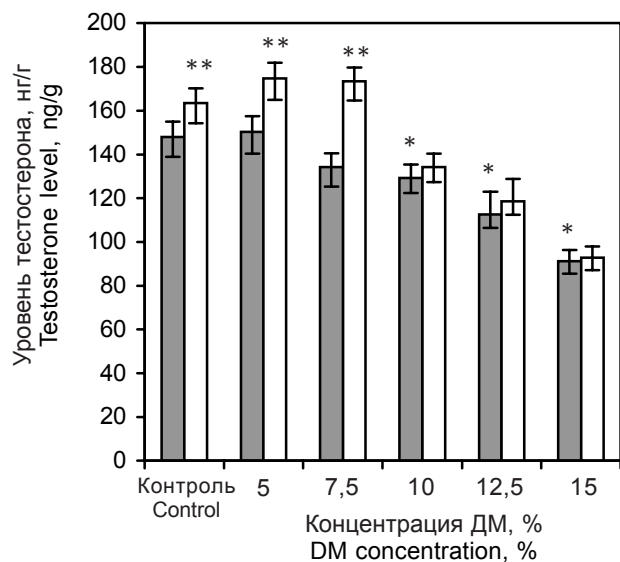 Уровень тестостерона, нг/г
Testosterone level, ng/g
200
180
160
140
120
100
80
60
40
20
0
** ** ** * * *
Контроль 5 7,5 10 12,5 15
Control
Концентрация ДМ, %
DM concentration, %